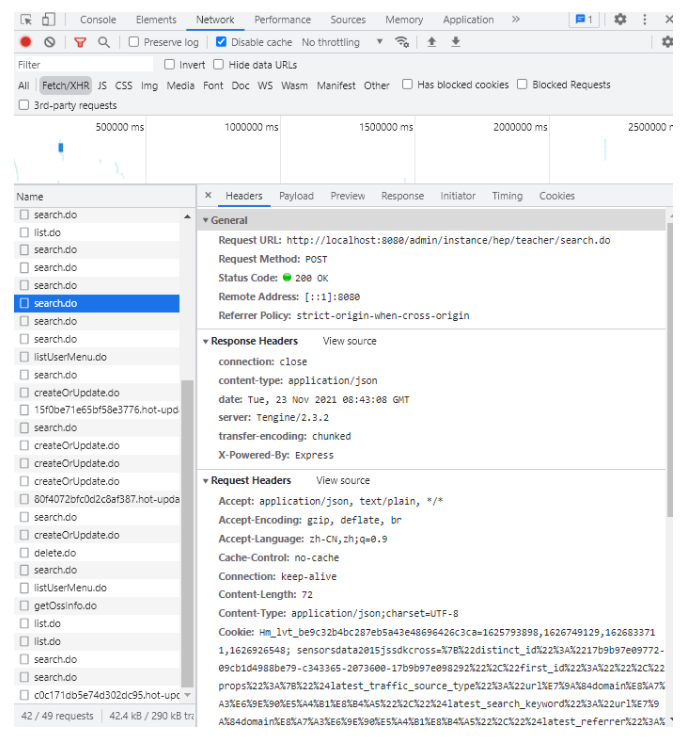 Console Elements Network Performance Sources Memory Application » 1
Preserve log Disable cache No throttling
Filter Invert Hide data URLs
All Fetch/XHR JS CSS Img Media Font Doc WS Wasm Manifest Other Has blocked cookies Blocked Requests
3rd-party requests
500000 ms 1000000 ms 1500000 ms 2000000 ms 2500000 m
Name
search.do
list.do
search.do
search.do
search.do
search.do
search.do
search.do
listUserMenu.do
search.do
createOrUpdate.do
15f0be71e65bf58e3776.hot-upd
search.do
createOrUpdate.do
createOrUpdate.do
createOrUpdate.do
80f4072bfc0d2c8af387.hot-upda
search.do
createOrUpdate.do
delete.do
search.do
listUserMenu.do
getOssInfo.do
list.do
list.do
search.do
search.do
c0c171db5e74d302dc95.hot-upc
42 / 49 requests 42.4 kB / 290 kB tra
× Headers Payload Preview Response Initiator Timing Cookies
▼ General
Request URL: http://localhost:8080/admin/instance/hep/teacher/search.do
Request Method: POST
Status Code: 200 OK
Remote Address: [::1]:8080
Referrer Policy: strict-origin-when-cross-origin
▼ Response Headers View source
connection: close
content-type: application/json
date: Tue, 23 Nov 2021 08:43:08 GMT
server: Tengine/2.3.2
transfer-encoding: chunked
X-Powered-By: Express
▼ Request Headers View source
Accept: application/json, text/plain, */*
Accept-Encoding: gzip, deflate, br
Accept-Language: zh-CN,zh;q=0.9
Cache-Control: no-cache
Connection: keep-alive
Content-Length: 72
Content-Type: application/json;charset=UTF-8
Cookie: Hm_lvt_be9c32b4bc287eb5a43e48696426c3ca=1625793898,1626749129,162683371
1,1626926548; sensorsdata2015jssdkcross=%7B%22distinct_id%22%3A%2217b9b97e09772-
09cb1d4988be79-c343365-2073600-17b9b97e098292%22%2C%22first_id%22%3A%22%22%2C%22
props%22%3A%7B%22%24latest_traffic_source_type%22%3A%22url%E7%9A%84domain%E8%A7%
A3%E6%9E%90%E5%A4%B1%E8%B4%A5%22%2C%22%24latest_search_keyword%22%3A%22url%E7%9
A%84domain%E8%A7%A3%E6%9E%90%E5%A4%B1%E8%B4%A5%22%2C%22%24latest_referrer%22%3A%